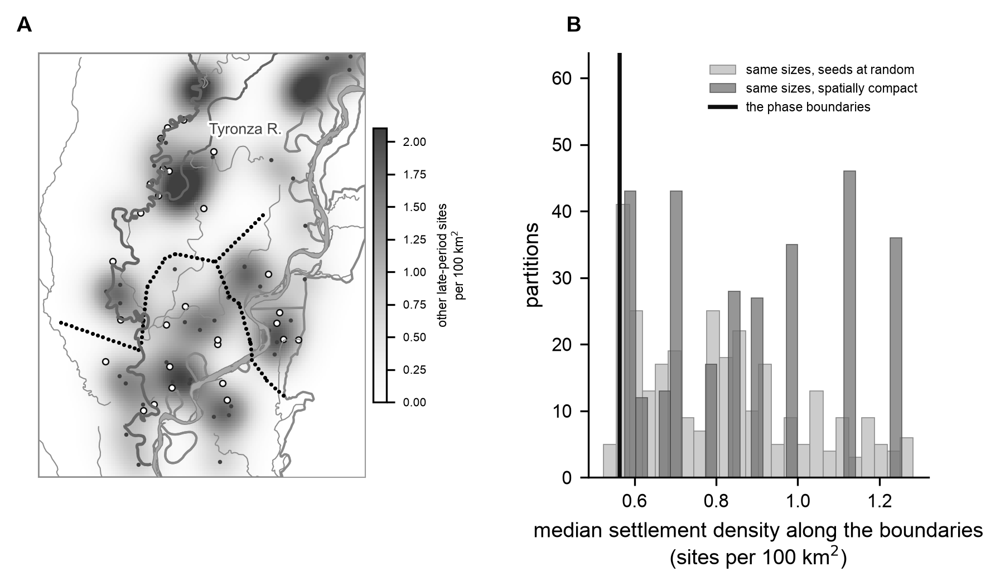 A
Tyronza R.
2.00
1.75
1.50
1.25
1.00
0.75
0.50
0.25
0.00
other late-period sites
per 100 km²
B
same sizes, seeds at random
same sizes, spatially compact
the phase boundaries
60
50
40
30
20
10
0
partitions
0.6 0.8 1.0 1.2
median settlement density along the boundaries
(sites per 100 km²)